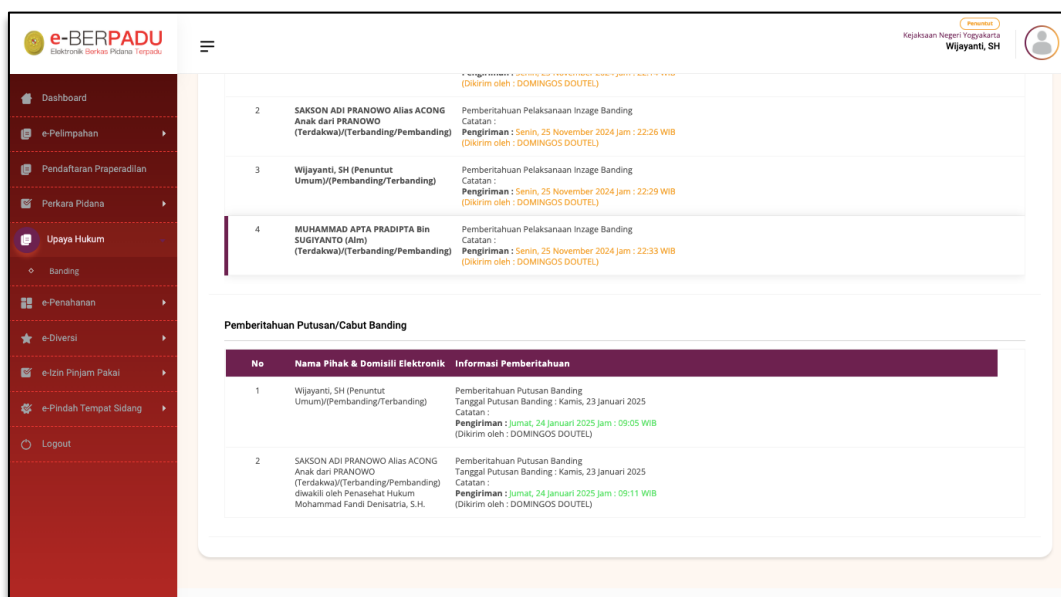 e-BERPADU
Elektronik Berkas Pidana Terpadu
Penuntut
Kejaksaan Negeri Yogyakarta
Wijayanti, SH
Dashboard
e-Pelimpahan
Pendaftaran Praperadilan
Perkara Pidana
Upaya Hukum
Banding
e-Penahanan
e-Diversi
e-Izin Pinjam Pakai
e-Pindah Tempat Sidang
Logout
(Dikirim oleh : DOMINGOS DOUTEL)
2
SAKSON ADI PRANOWO Alias ACONG
Anak dari PRANOWO
(Terdakwa)/(Terbanding/Pembanding)
Pemberitahuan Pelaksanaan Inzage Banding
Catatan :
Pengiriman : Senin, 25 November 2024 Jam : 22:26 WIB
(Dikirim oleh : DOMINGOS DOUTEL)
3
Wijayanti, SH (Penuntut
Umum)/(Pembanding/Terbanding)
Pemberitahuan Pelaksanaan Inzage Banding
Catatan :
Pengiriman : Senin, 25 November 2024 Jam : 22:29 WIB
(Dikirim oleh : DOMINGOS DOUTEL)
4
MUHAMMAD APTA PRADIPTA Bin
SUGIYANTO (Alm)
(Terdakwa)/(Terbanding/Pembanding)
Pemberitahuan Pelaksanaan Inzage Banding
Catatan :
Pengiriman : Senin, 25 November 2024 Jam : 22:33 WIB
(Dikirim oleh : DOMINGOS DOUTEL)
Pemberitahuan Putusan/Cabut Banding
No Nama Pihak & Domisili Elektronik Informasi Pemberitahuan
1
Wijayanti, SH (Penuntut
Umum)/(Pembanding/Terbanding)
Pemberitahuan Putusan Banding
Tanggal Putusan Banding : Kamis, 23 Januari 2025
Catatan :
Pengiriman : Jumat, 24 Januari 2025 Jam : 09:05 WIB
(Dikirim oleh : DOMINGOS DOUTEL)
2
SAKSON ADI PRANOWO Alias ACONG
Anak dari PRANOWO
(Terdakwa)/(Terbanding/Pembanding)
diwakili oleh Penasehat Hukum
Mohammad Fandi Denisatria, S.H.
Pemberitahuan Putusan Banding
Tanggal Putusan Banding : Kamis, 23 Januari 2025
Catatan :
Pengiriman : Jumat, 24 Januari 2025 Jam : 09:11 WIB
(Dikirim oleh : DOMINGOS DOUTEL)